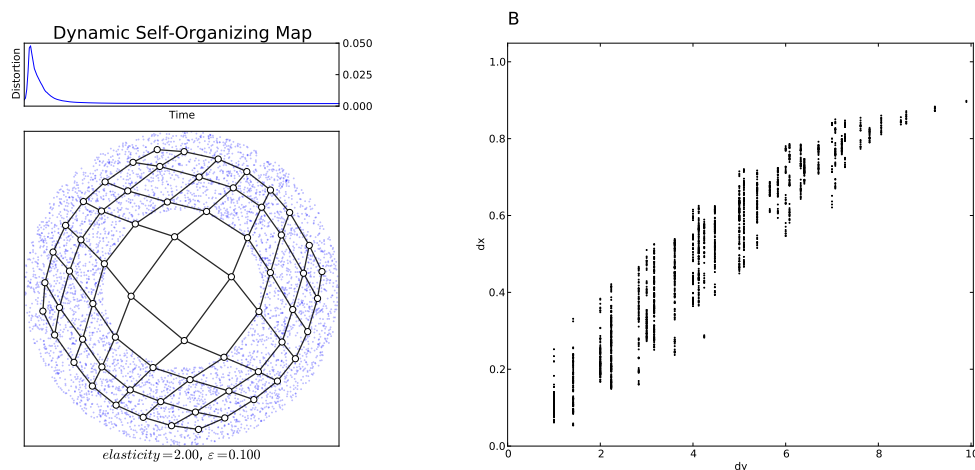 Dynamic Self-Organizing Map
Distortion
0.050
0.025
0.000
Time
elasticity=2.00, ε=0.100
B
1.0
0.8
0.6
0.4
0.2
0.0
dx
0 2 4 6 8 10
dy